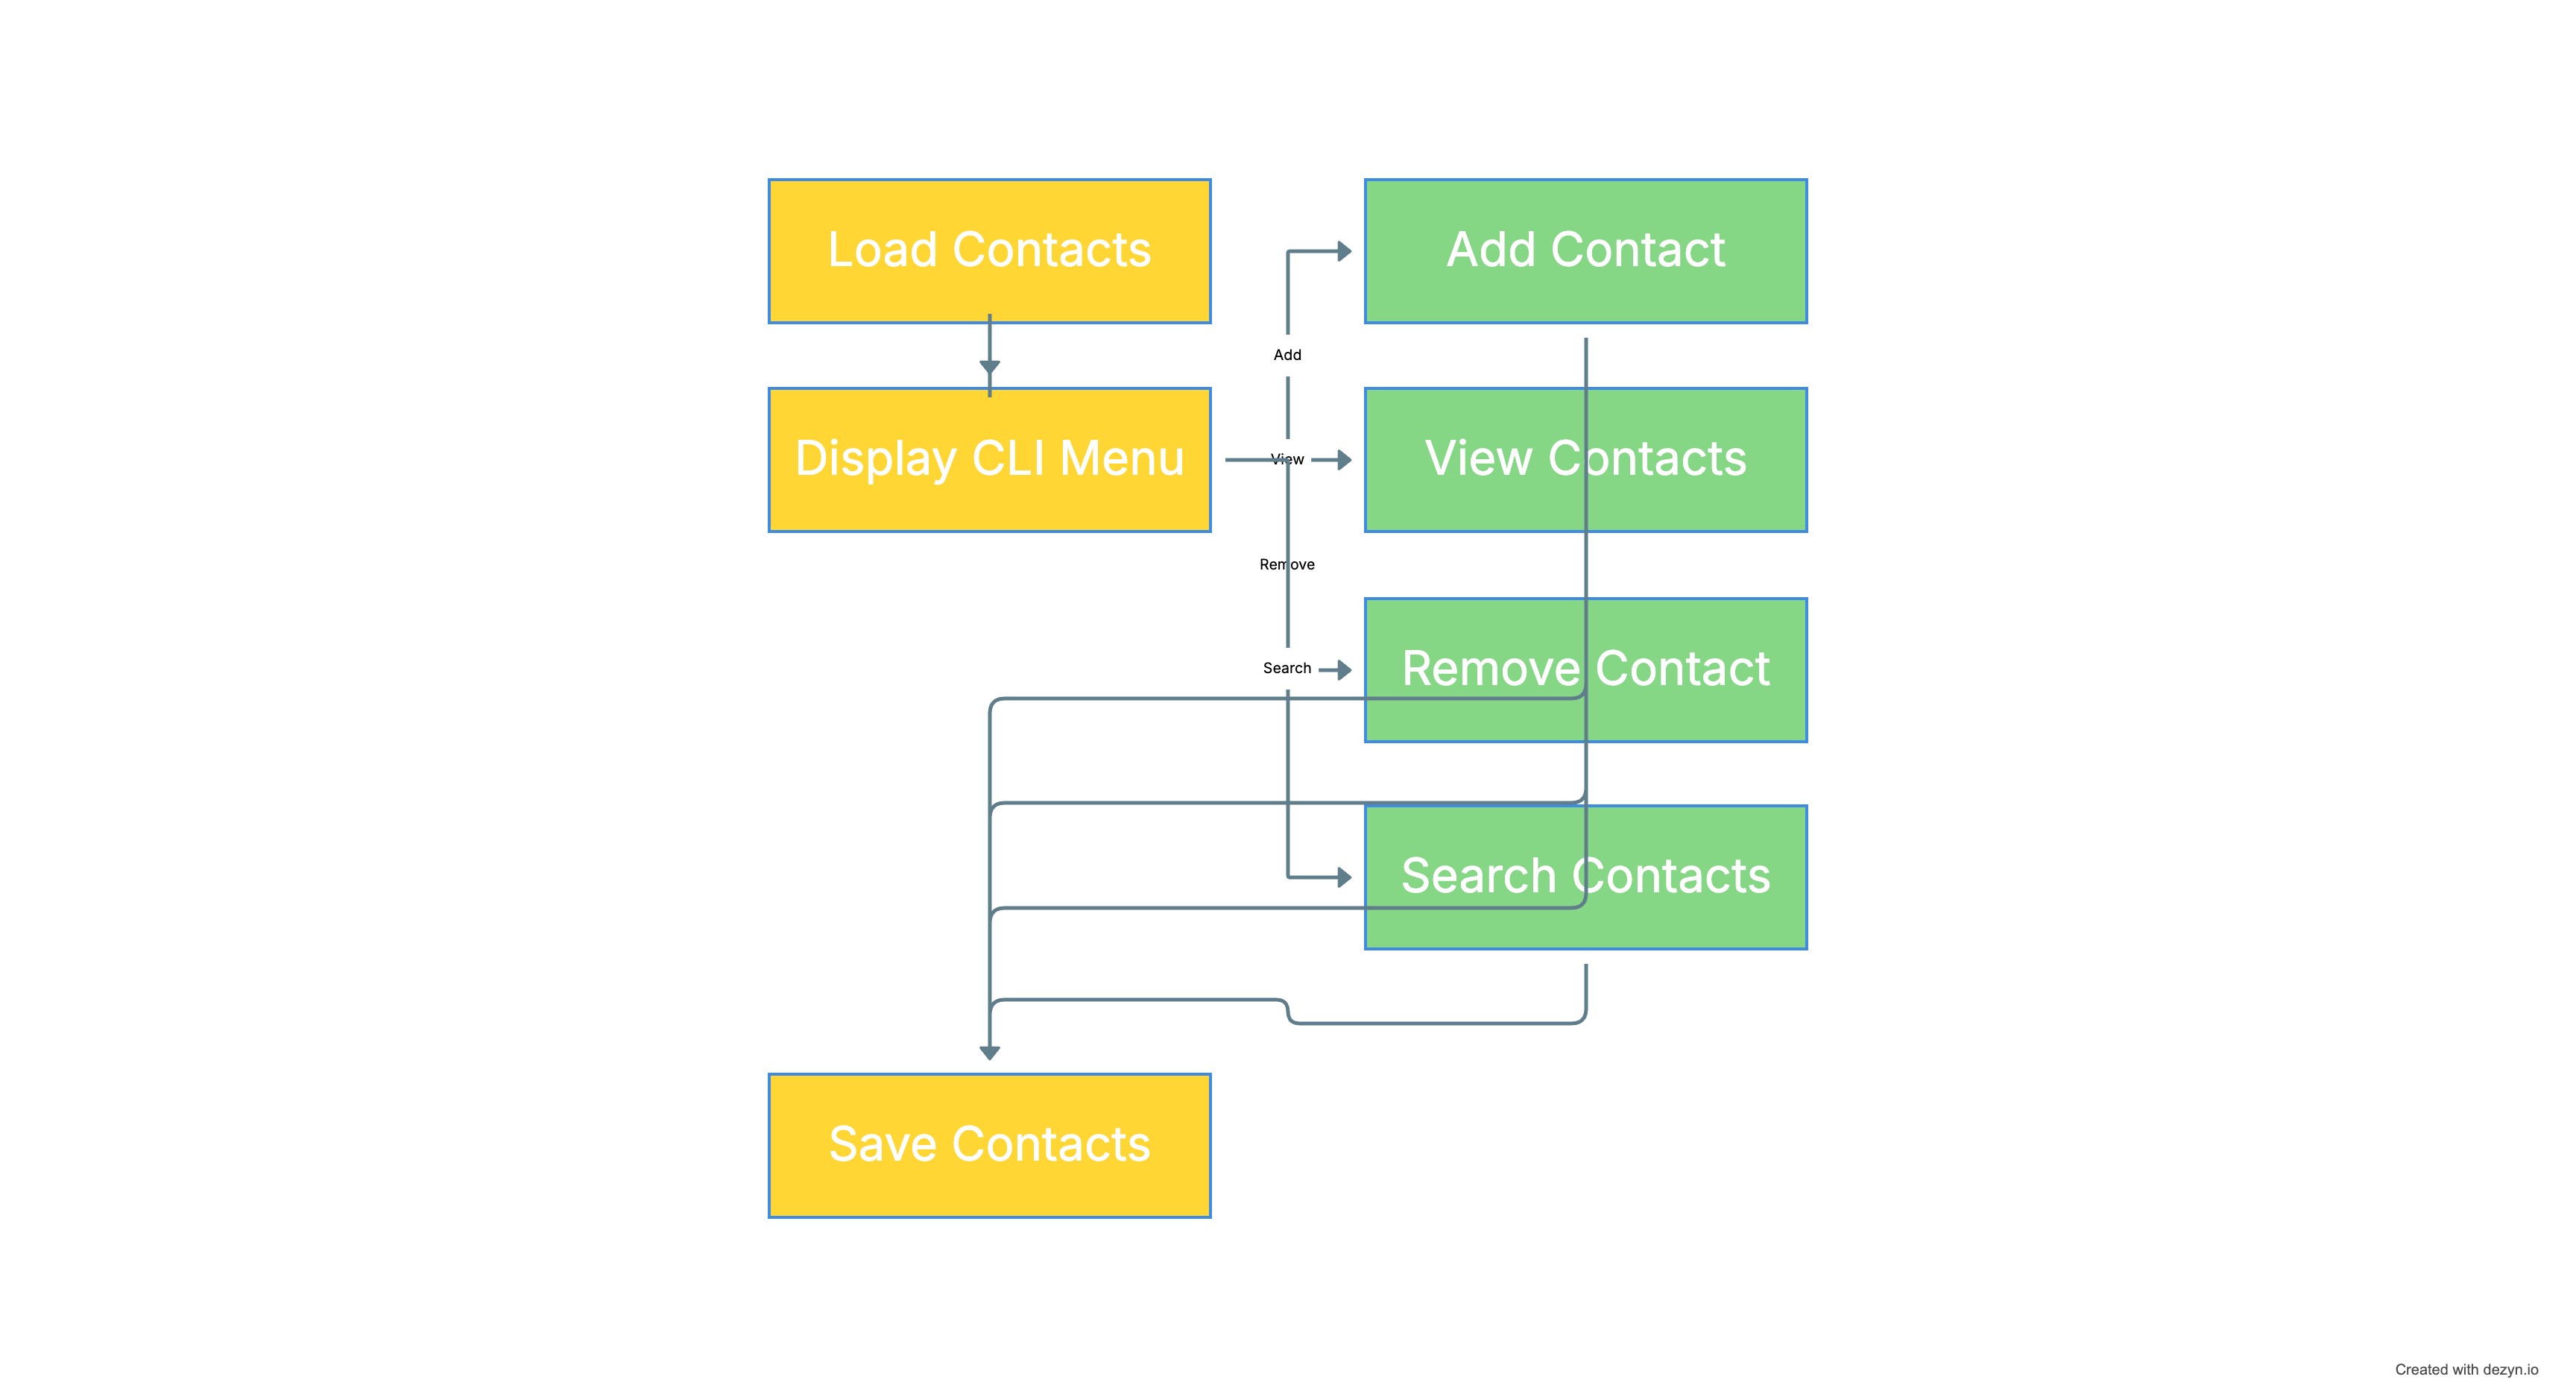 Load Contacts
Add Contact
Add
Display CLI Menu
View
View Contacts
Remove
Remove Contact
Search
Search Contacts
Save Contacts
Created with dezyn.io